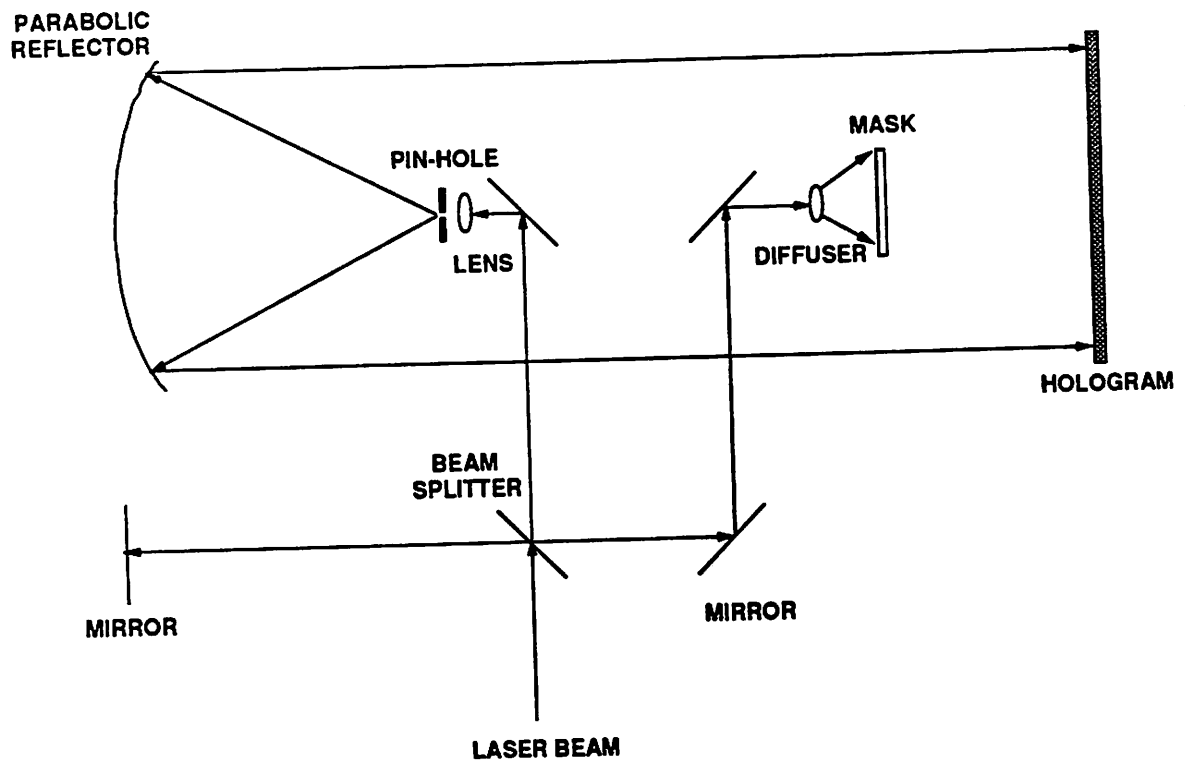 PARABOLIC
REFLECTOR
MASK
PIN-HOLE
LENS
DIFFUSER
HOLOGRAM
BEAM
SPLITTER
MIRROR
MIRROR
LASER BEAM